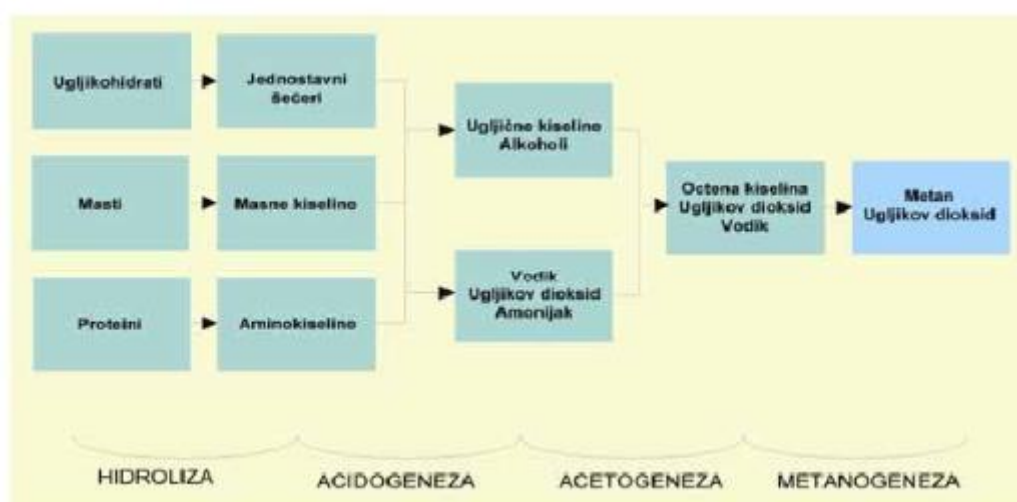 Ugljikohidrati
Jednostavni
šećeri
Ugljične kiseline
Alkoholi
Masti
Masne kiseline
Octena kiselina
Ugljikov dioksid
Vodik
Metan
Ugljikov dioksid
Proteini
Aminokiseline
Vodik
Ugljikov dioksid
Amonijak
HIDROLIZA
ACIDOGENEZA
ACETOGENEZA
METANOGENEZA